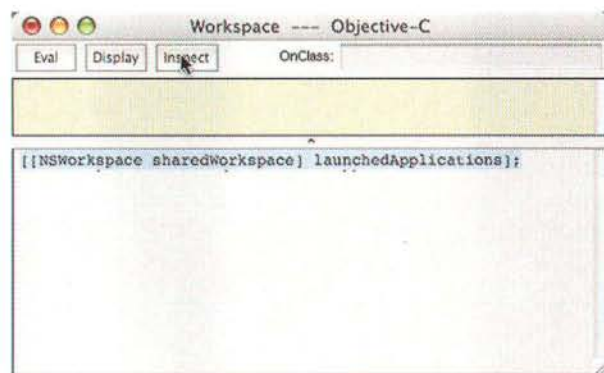 Workspace --- Objective-C
Eval Display Inspect OnClass:
[[NSWorkspace sharedWorkspace] launchedApplications];